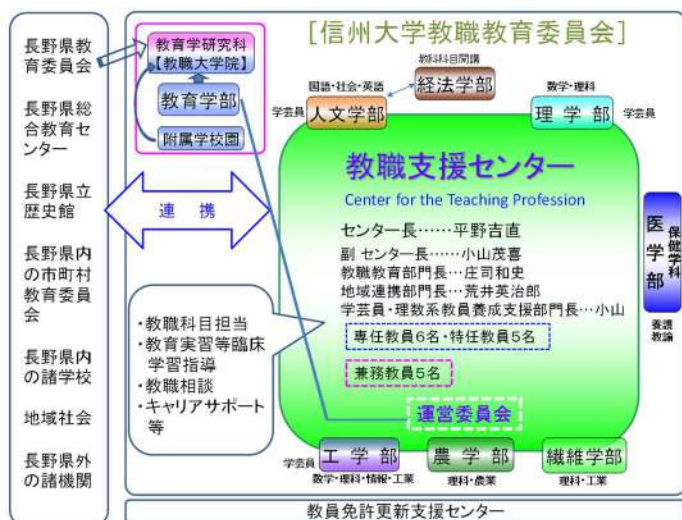 長野県教
育委員会
長野県総
合教育セ
ンター
長野県立
歴史館
長野県内
の市町村
教育委員
会
長野県内
の諸学校
地域社会
長野県外
の諸機関
教育学研究科
【教職大学院】
教育学部
附属学校園
連 携
・教職科目担当
・教育実習等臨床
学習指導
・教職相談
・キャリアサポート
等
[信州大学教職教育委員会]
教科科目開講
経法学部
国語・社会・英語
学芸員
人文学部
数学・理科
理学部
学芸員
教職支援センター
Center for the Teaching Profession
センター長……平野吉直
副 センター長……小山茂喜
教職教育部門長…庄司和史
地域連携部門長…荒井英治郎
学芸員・理数系教員養成支援部門長…小山
専任教員6名・特任教員5名
兼務教員5名
運営委員会
医学部
保健学科
養護
教諭
学芸員
工学部
数学・理科・情報・工業
農学部
理科・農業
繊維学部
理科・工業
教員免許更新支援センター